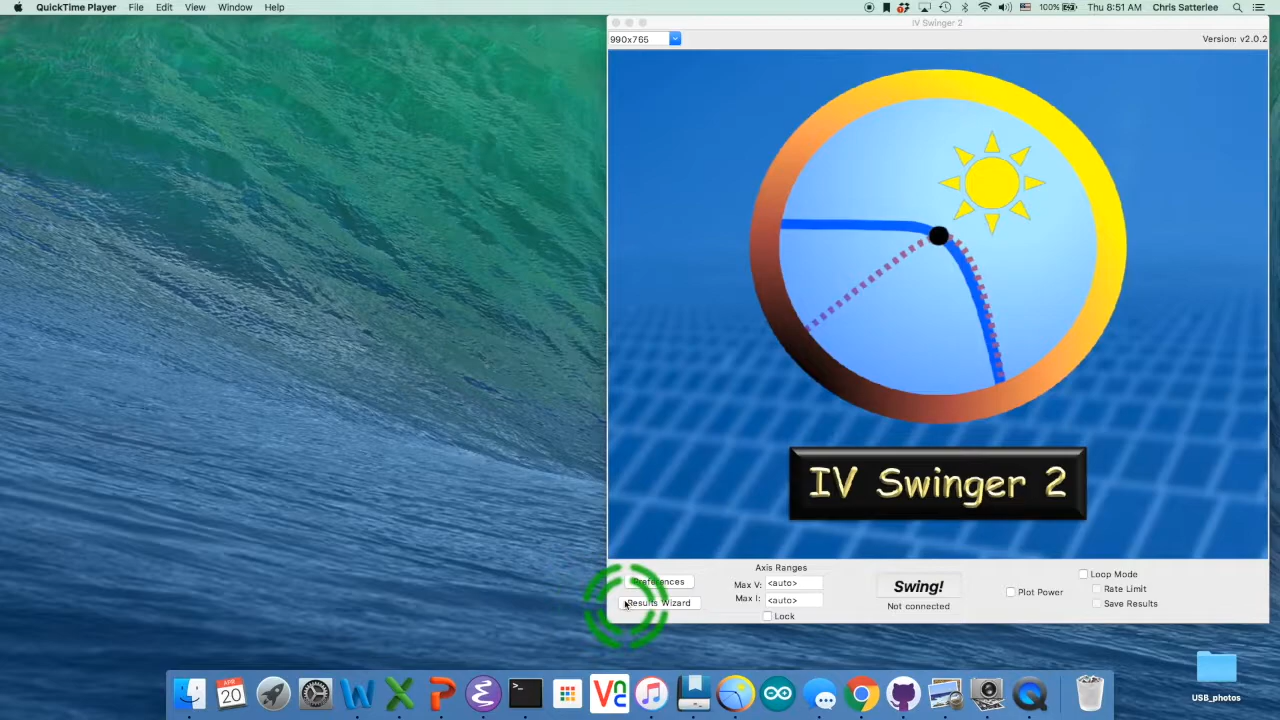 QuickTime Player File Edit View Window Help
100% Thu 8:51 AM Chris Satterlee
IV Swinger 2
990x765
Version: v2.0.2
IV Swinger 2
Axis Ranges
Preferences
Max V: <auto>
Results Wizard
Max I: <auto>
Lock
Swing!
Not connected
Plot Power
Loop Mode
Rate Limit
Save Results
APR
20
>_
USB_photos